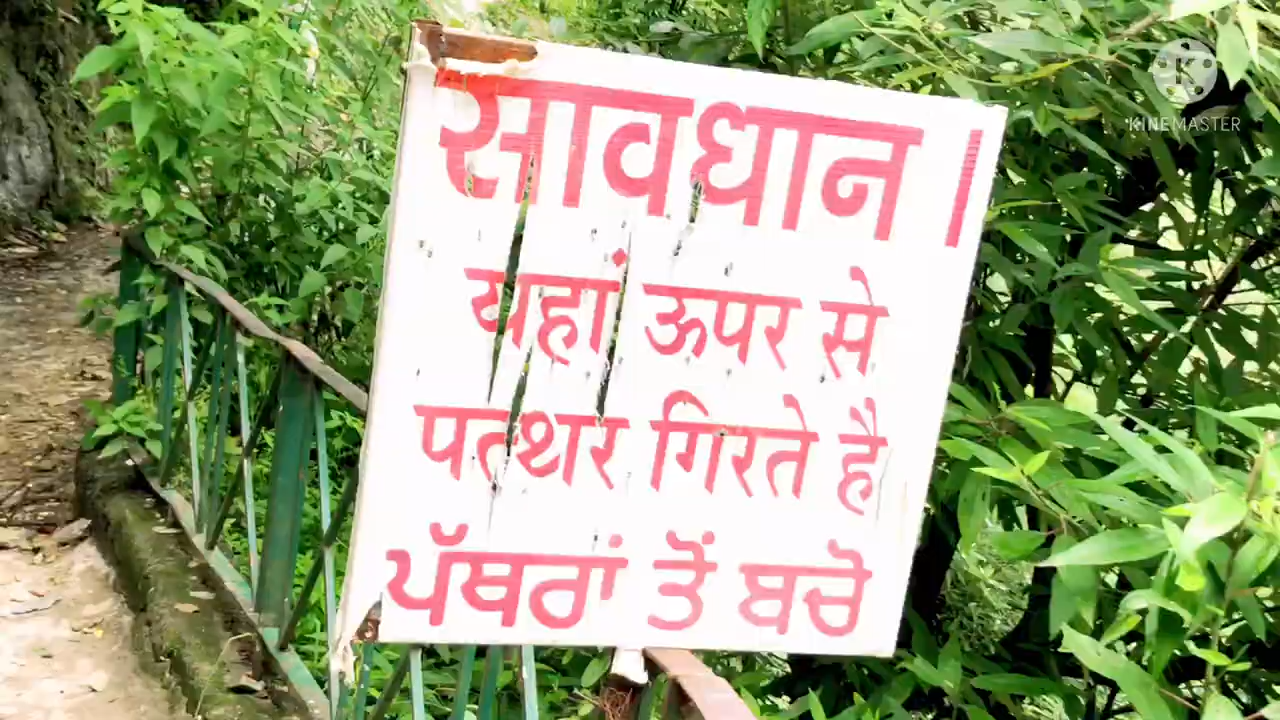 सावधान ।
यहां ऊपर से
पत्थर गिरते है
ਪੱਥਰਾਂ ਤੋਂ ਬਚੋ
KINEMASTER